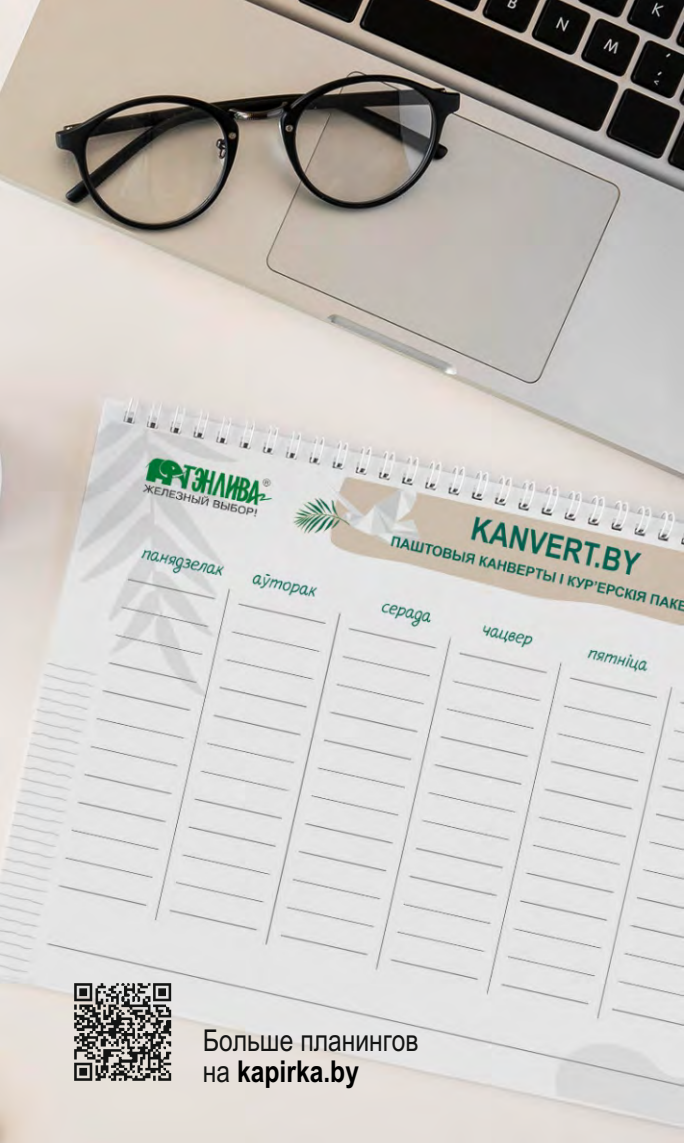 B
K
N
M
ТЭНЛИВА®
ЖЕЛЕЗНЫЙ ВЫБОР!
KANVERT.BY
ПАШТОВЫЯ КАНВЕРТЫ І КУР'ЕРСКІЯ ПАКЕ
панядзелак
аўторак
серада
чацвер
пятніца
Больше планингов
на kapirka.by